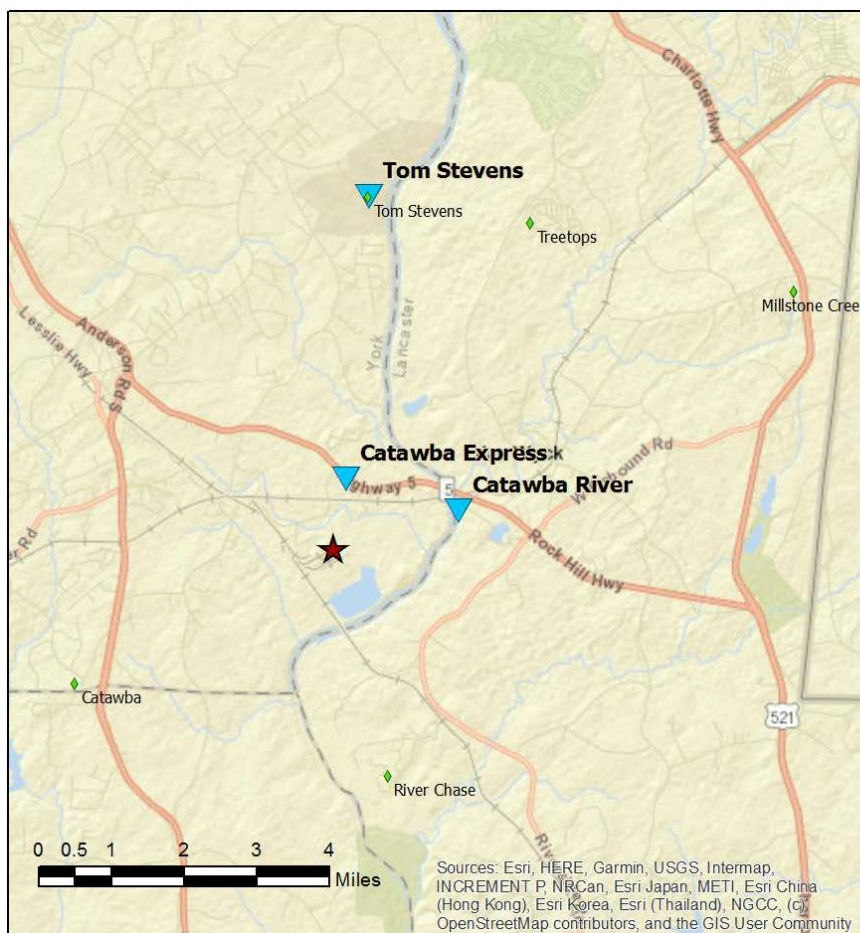 Charlotte Hwy
Tom Stevens
Tom Stevens
Treetops
Millstone Cree
Lesslie Hwy
Anderson Rd S
York
Lancaster
Catawba Express
ghway 5
5
Catawba River
Rock Hill Hwy
er Rd
Catawba
521
River Chase
0 0.5 1 2 3 4
Miles
Sources: Esri, HERE, Garmin, USGS, Intermap,
INCREMENT P, NRCan, Esri Japan, METI, Esri China
(Hong Kong), Esri Korea, Esri (Thailand), NGCC, (c)
OpenStreetMap contributors, and the GIS User Community